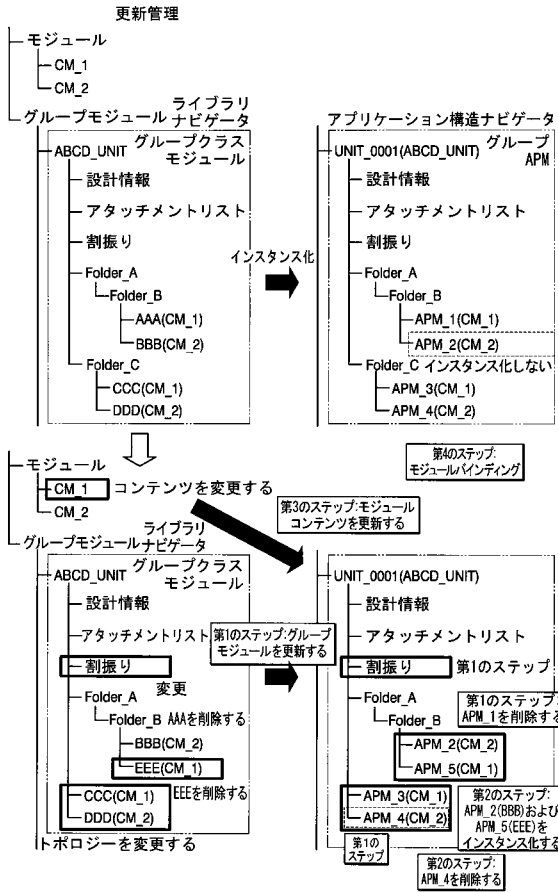 更新管理
モジュール
CM_1
CM_2
グループモジュール
ライブラリ
ナビゲータ
ABCD_UNIT
グループクラス
モジュール
設計情報
アタッチメントリスト
割振り
Folder_A
Folder_B
AAA(CM_1)
BBB(CM_2)
Folder_C
CCC(CM_1)
DDD(CM_2)
インスタンス化
アプリケーション構造ナビゲータ
UNIT_0001(ABCD_UNIT)
グループ
APM
設計情報
アタッチメントリスト
割振り
Folder_A
Folder_B
APM_1(CM_1)
APM_2(CM_2)
Folder_C インスタンス化しない
APM_3(CM_1)
APM_4(CM_2)
第4のステップ:
モジュールバインディング
モジュール
CM_1 コンテンツを変更する
CM_2
第3のステップ:モジュール
コンテンツを更新する
グループモジュール
ライブラリ
ナビゲータ
ABCD_UNIT
グループクラス
モジュール
設計情報
アタッチメントリスト
割振り
変更
Folder_A
Folder_B AAAを削除する
BBB(CM_2)
EEE(CM_1)
EEEを削除する
CCC(CM_1)
DDD(CM_2)
トポロジーを変更する
第1のステップ:グループ
モジュールを更新する
UNIT_0001(ABCD_UNIT)
設計情報
アタッチメントリスト
割振り 第1のステップ
Folder_A
Folder_B
第1のステップ:
APM_1を削除する
APM_2(CM_2)
APM_5(CM_1)
APM_3(CM_1)
APM_4(CM_2)
第2のステップ:
APM_2(BBB)および
APM_5(EEE)を
インスタンス化する
第1の
ステップ
第2のステップ:
APM_4を削除する